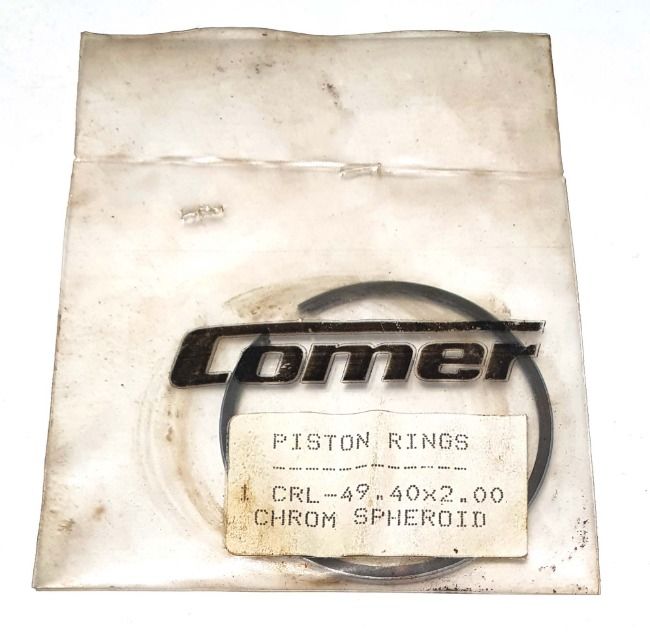 Comer
PISTON RINGS
--------------------
1 CRL-49.40x2.00
CHROM SPHEROID